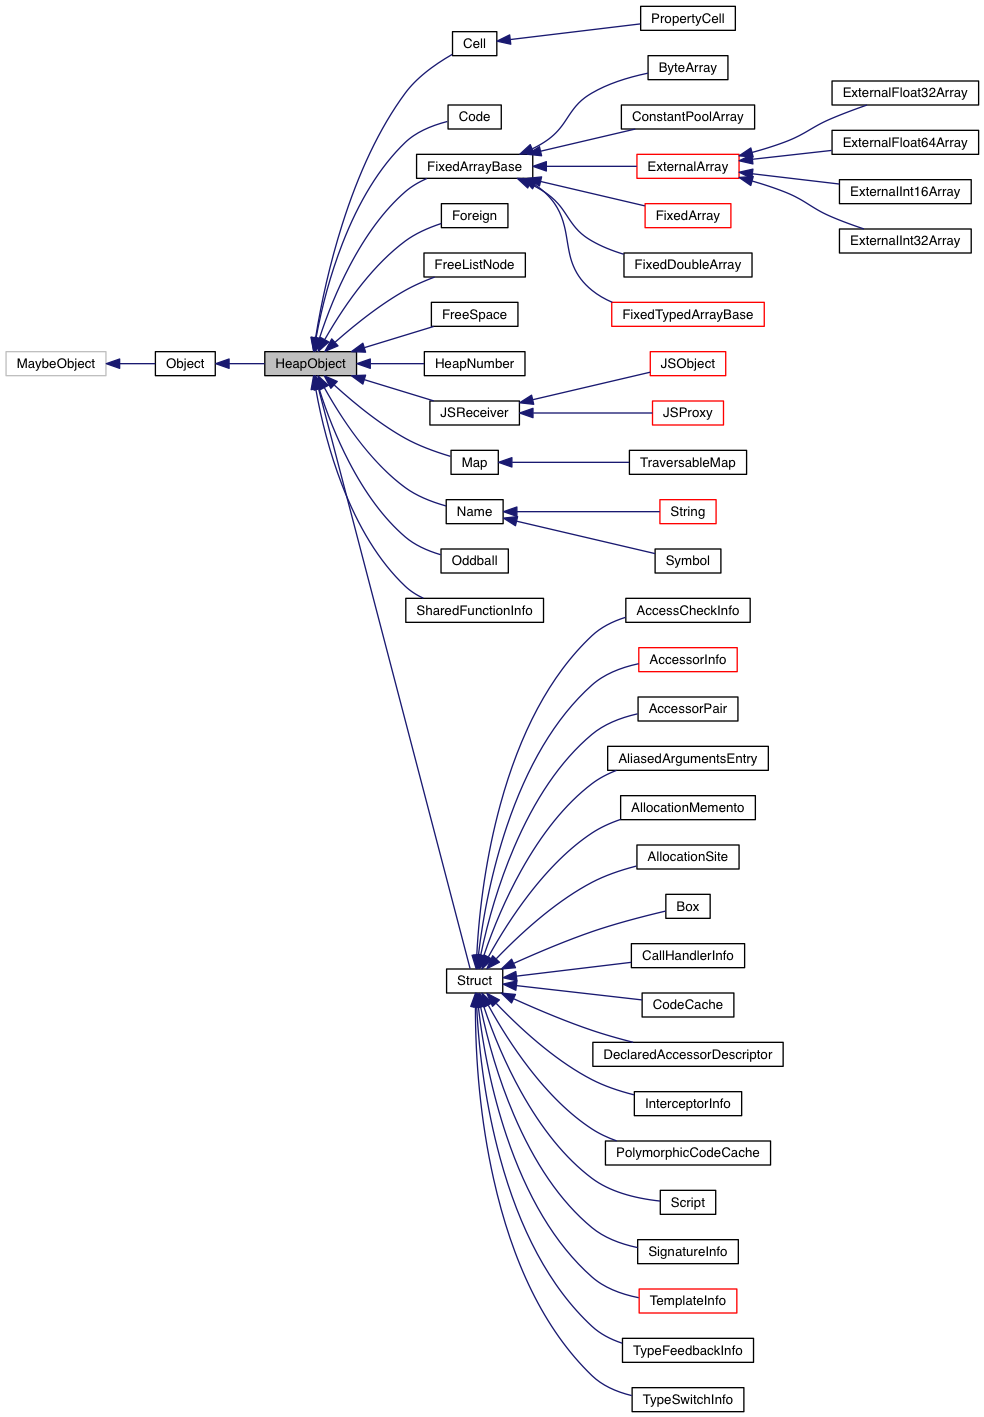 PropertyCell
Cell
ByteArray
ExternalFloat32Array
Code
ConstantPoolArray
ExternalFloat64Array
FixedArrayBase
ExternalArray
ExternalInt16Array
Foreign
FixedArray
ExternalInt32Array
FreeListNode
FixedDoubleArray
FreeSpace
FixedTypedArrayBase
MaybeObject
Object
HeapObject
HeapNumber
JSObject
JSReceiver
JSProxy
Map
TraversableMap
Name
String
Oddball
Symbol
SharedFunctionInfo
AccessCheckInfo
AccessorInfo
AccessorPair
AliasedArgumentsEntry
AllocationMemento
AllocationSite
Box
CallHandlerInfo
Struct
CodeCache
DeclaredAccessorDescriptor
InterceptorInfo
PolymorphicCodeCache
Script
SignatureInfo
TemplateInfo
TypeFeedbackInfo
TypeSwitchInfo